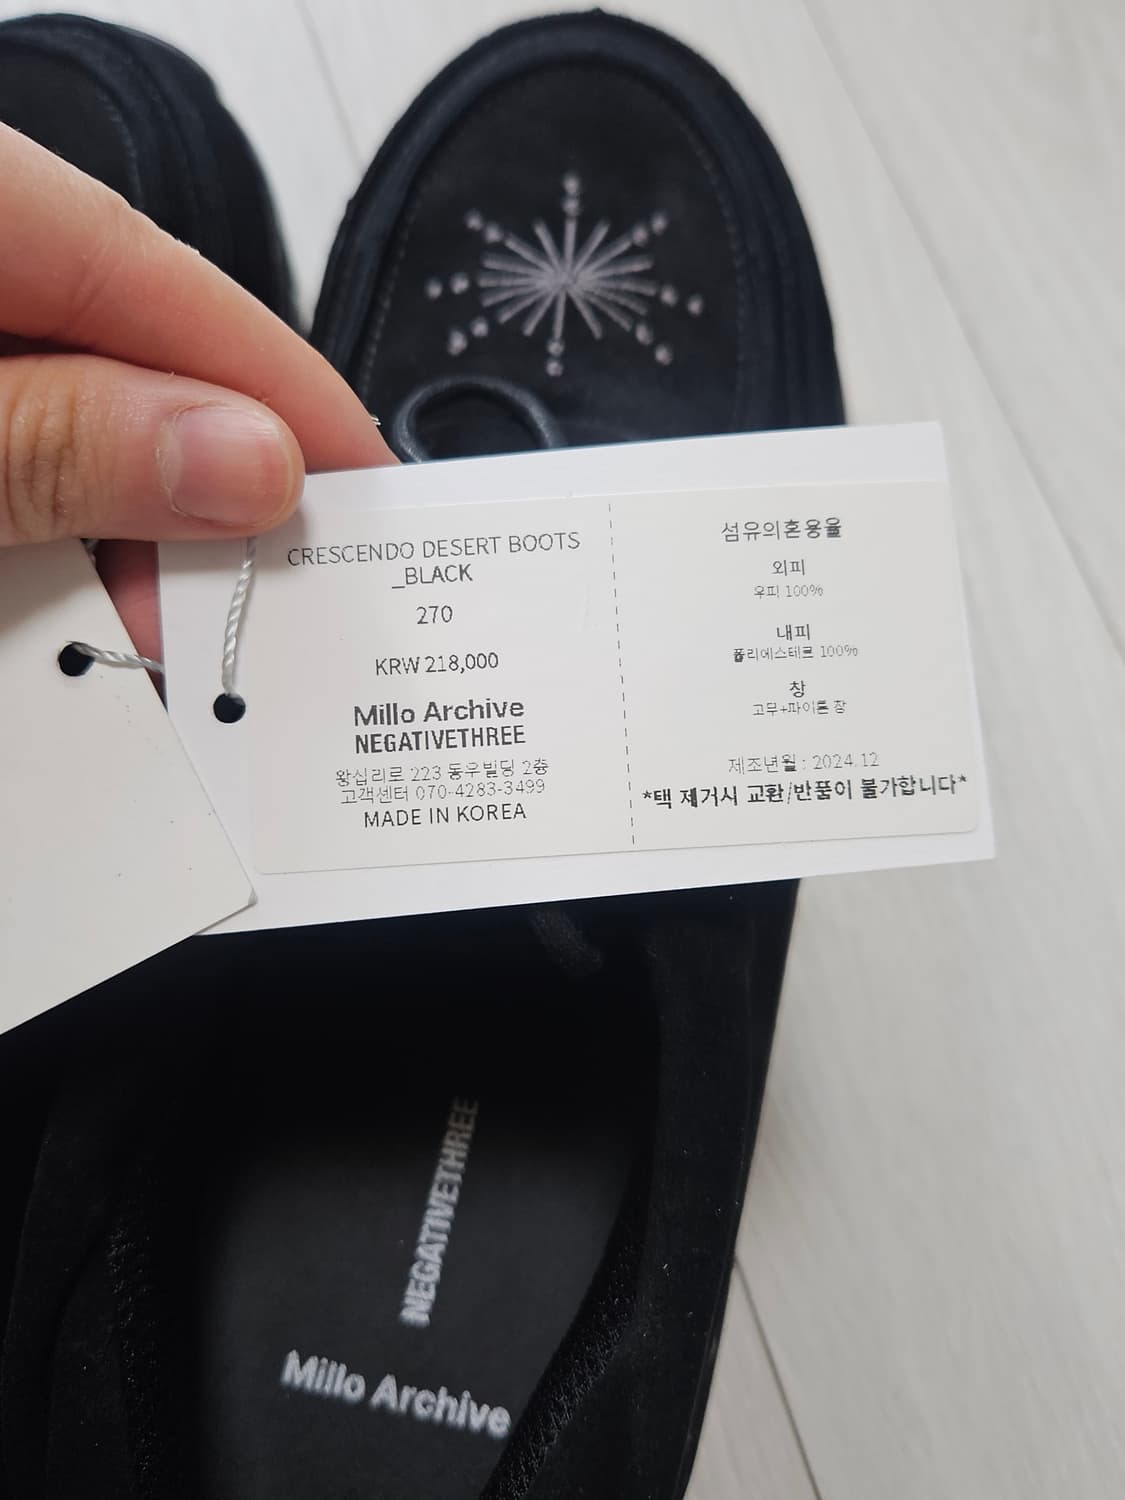 CRESCENDO DESERT BOOTS
_BLACK
270
KRW 218,000
Millo Archive
NEGATIVETHREE
왕십리로 223 동우빌딩 2층
고객센터 070-4283-3499
MADE IN KOREA
섬유의혼용율
외피
우피 100%
내피
폴리에스테르 100%
창
고무+파이론 창
제조년월 : 2024.12
*택 제거시 교환/반품이 불가합니다*
NEGATIVETHREE
Millo Archive